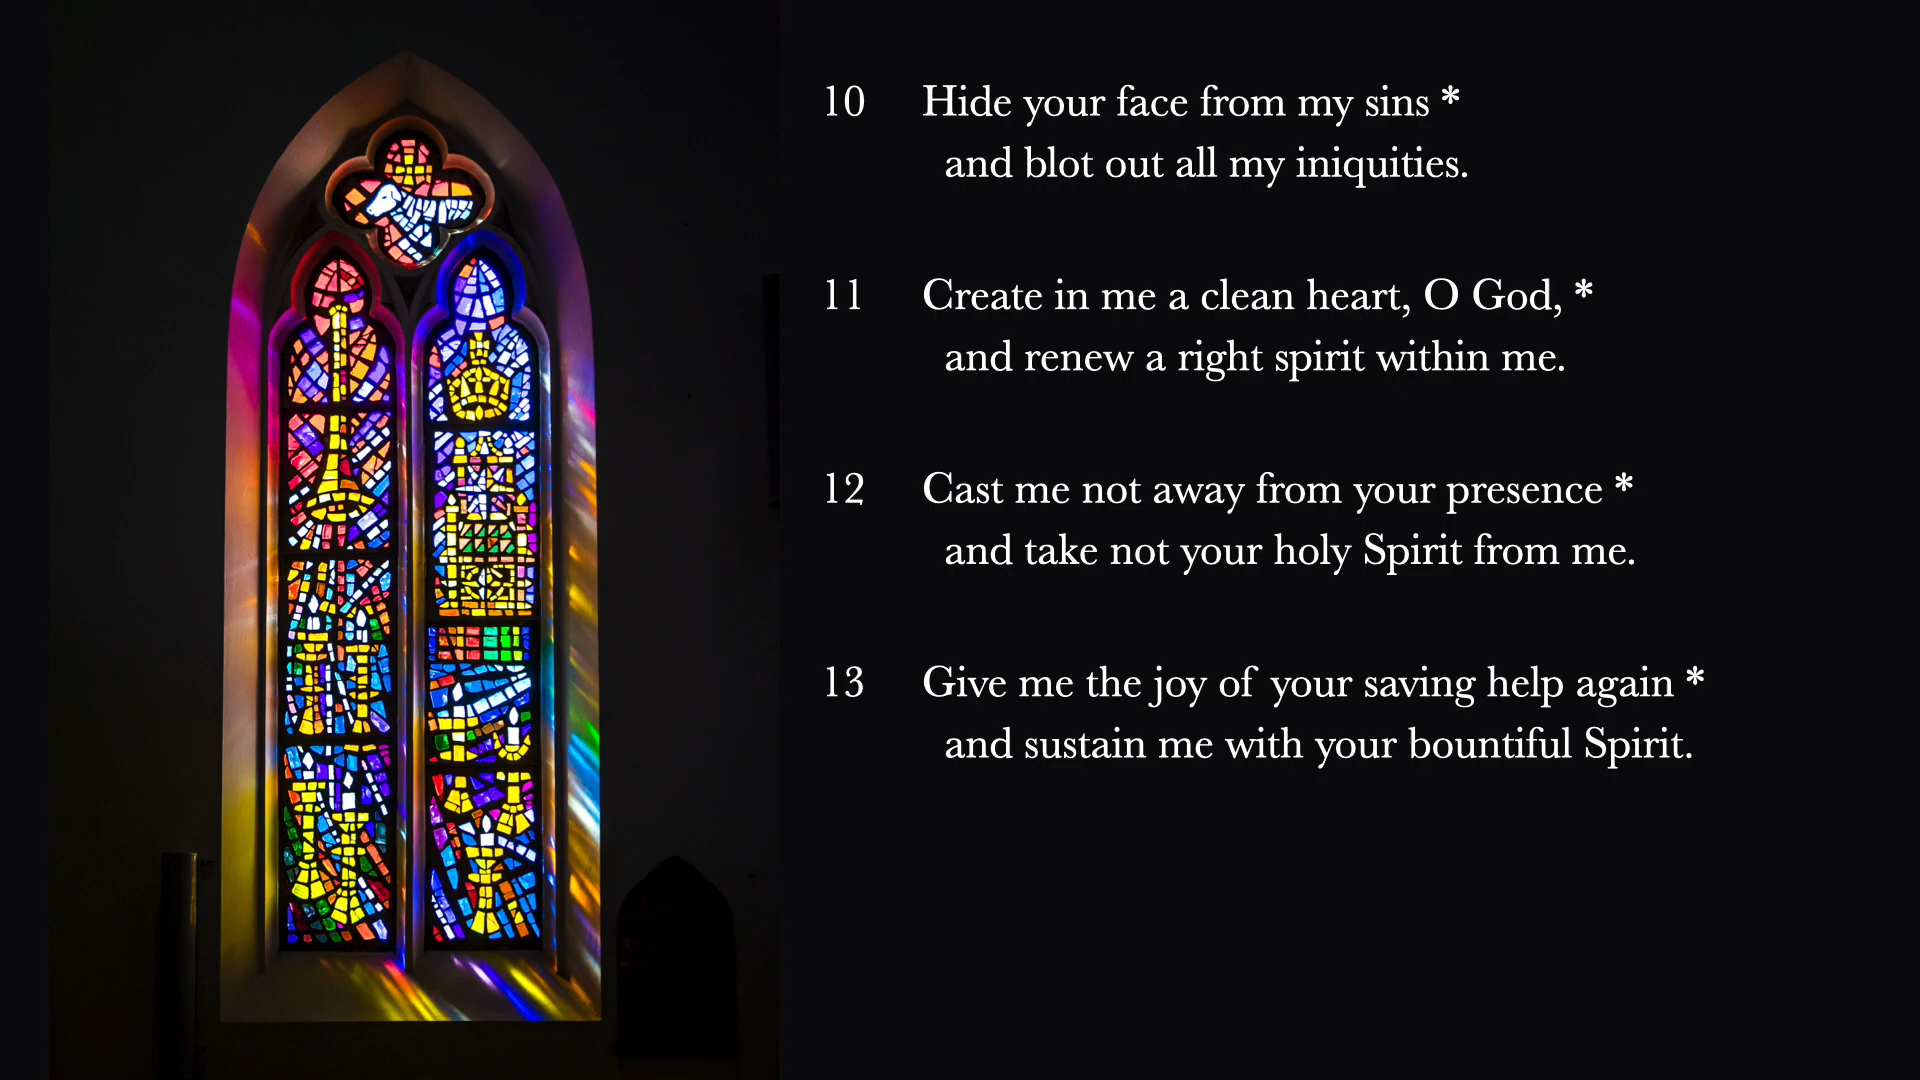 10 Hide your face from my sins *
and blot out all my iniquities.
11 Create in me a clean heart, O God, *
and renew a right spirit within me.
12 Cast me not away from your presence *
and take not your holy Spirit from me.
13 Give me the joy of your saving help again *
and sustain me with your bountiful Spirit.